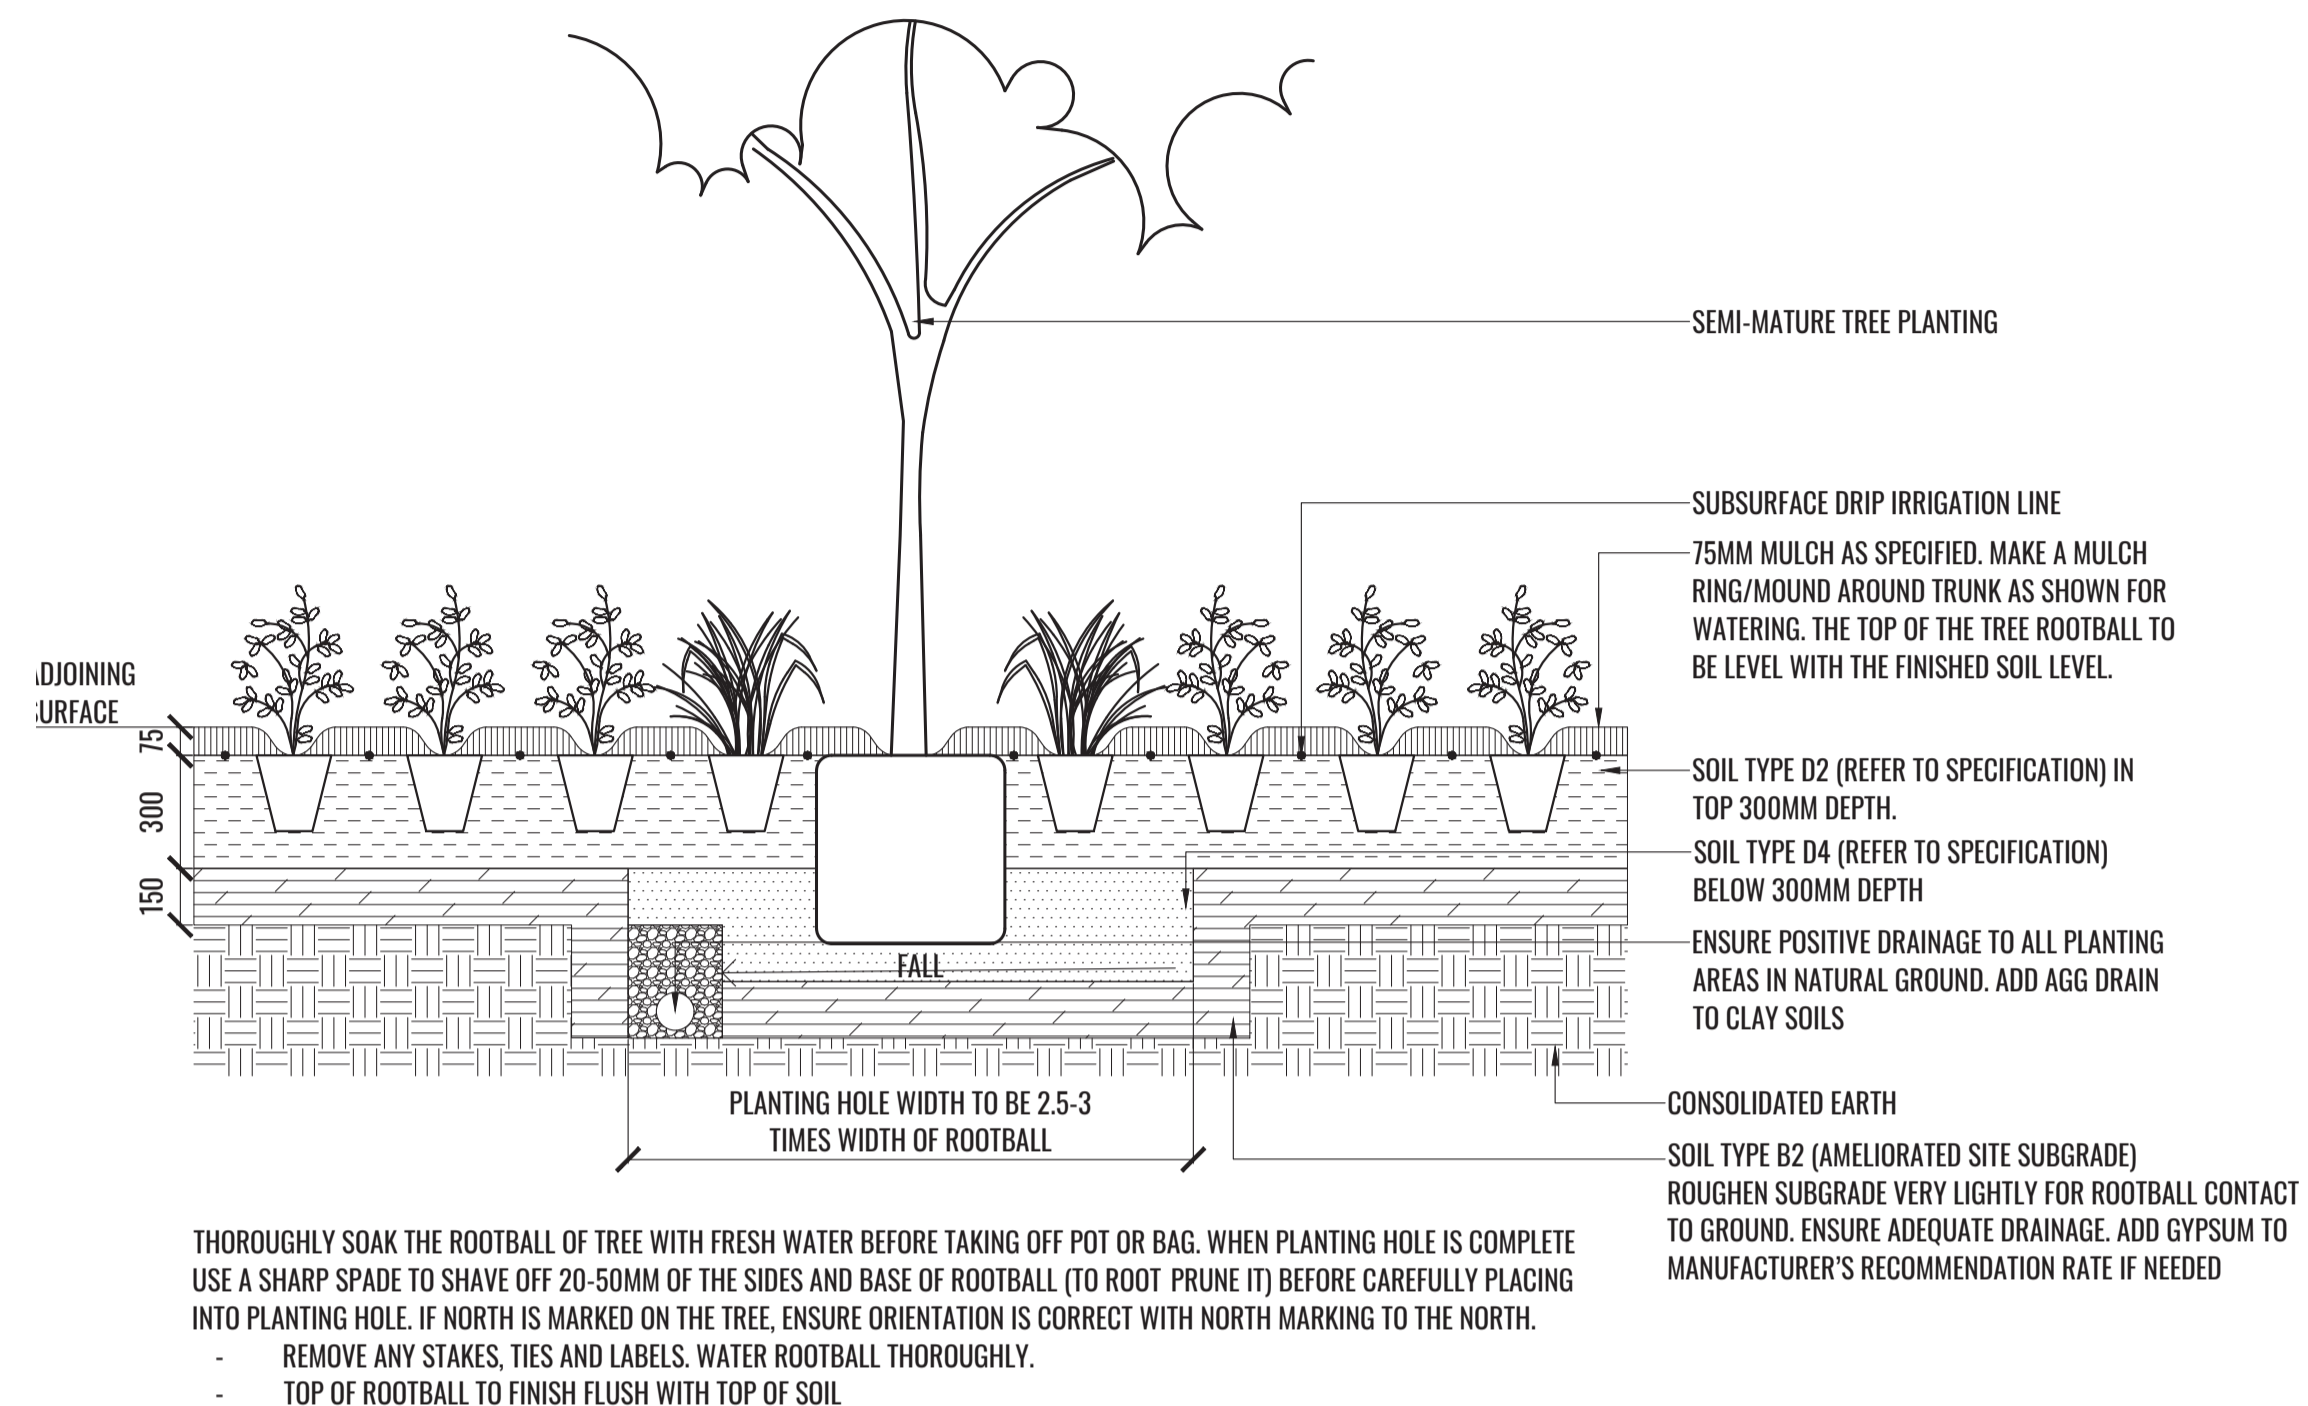 SEMI-MATURE TREE PLANTING
SUBSURFACE DRIP IRRIGATION LINE
75MM MULCH AS SPECIFIED. MAKE A MULCH
RING/MOUND AROUND TRUNK AS SHOWN FOR
WATERING. THE TOP OF THE TREE ROOTBALL TO
BE LEVEL WITH THE FINISHED SOIL LEVEL.
ADJOINING
SURFACE
75
300
150
SOIL TYPE D2 (REFER TO SPECIFICATION) IN
TOP 300MM DEPTH.
SOIL TYPE D4 (REFER TO SPECIFICATION)
BELOW 300MM DEPTH
ENSURE POSITIVE DRAINAGE TO ALL PLANTING
AREAS IN NATURAL GROUND. ADD AGG DRAIN
TO CLAY SOILS
FALL
PLANTING HOLE WIDTH TO BE 2.5-3
TIMES WIDTH OF ROOTBALL
CONSOLIDATED EARTH
SOIL TYPE B2 (AMELIORATED SITE SUBGRADE)
ROUGHEN SUBGRADE VERY LIGHTLY FOR ROOTBALL CONTACT
TO GROUND. ENSURE ADEQUATE DRAINAGE. ADD GYPSUM TO
MANUFACTURER'S RECOMMENDATION RATE IF NEEDED
THOROUGHLY SOAK THE ROOTBALL OF TREE WITH FRESH WATER BEFORE TAKING OFF POT OR BAG. WHEN PLANTING HOLE IS COMPLETE
USE A SHARP SPADE TO SHAVE OFF 20-50MM OF THE SIDES AND BASE OF ROOTBALL (TO ROOT PRUNE IT) BEFORE CAREFULLY PLACING
INTO PLANTING HOLE. IF NORTH IS MARKED ON THE TREE, ENSURE ORIENTATION IS CORRECT WITH NORTH MARKING TO THE NORTH.
- REMOVE ANY STAKES, TIES AND LABELS. WATER ROOTBALL THOROUGHLY.
- TOP OF ROOTBALL TO FINISH FLUSH WITH TOP OF SOIL